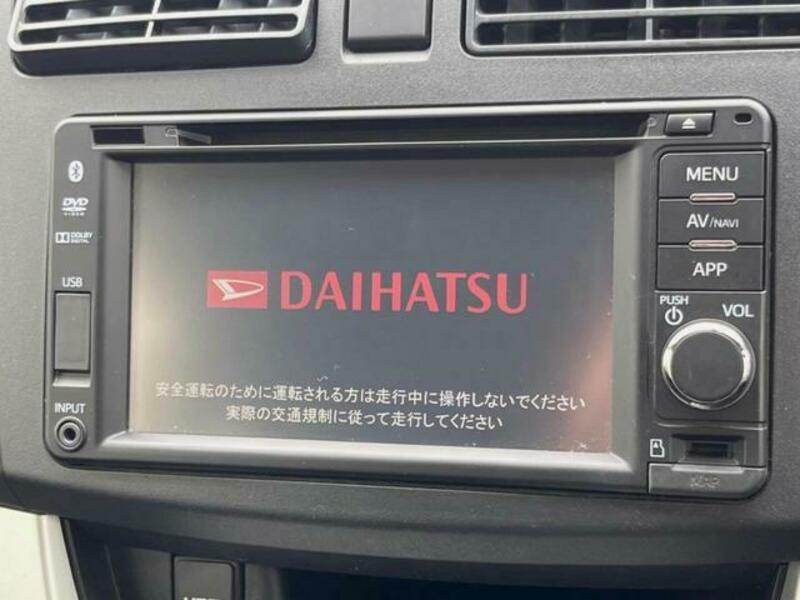 MENU
DVD
VIDEO
AV/NAVI
DOLBY
DIGITAL
APP
USB
DAIHATSU
PUSH
VOL
安全運転のために運転される方は走行中に操作しないでください
実際の交通規制に従って走行してください
INPUT
MAP